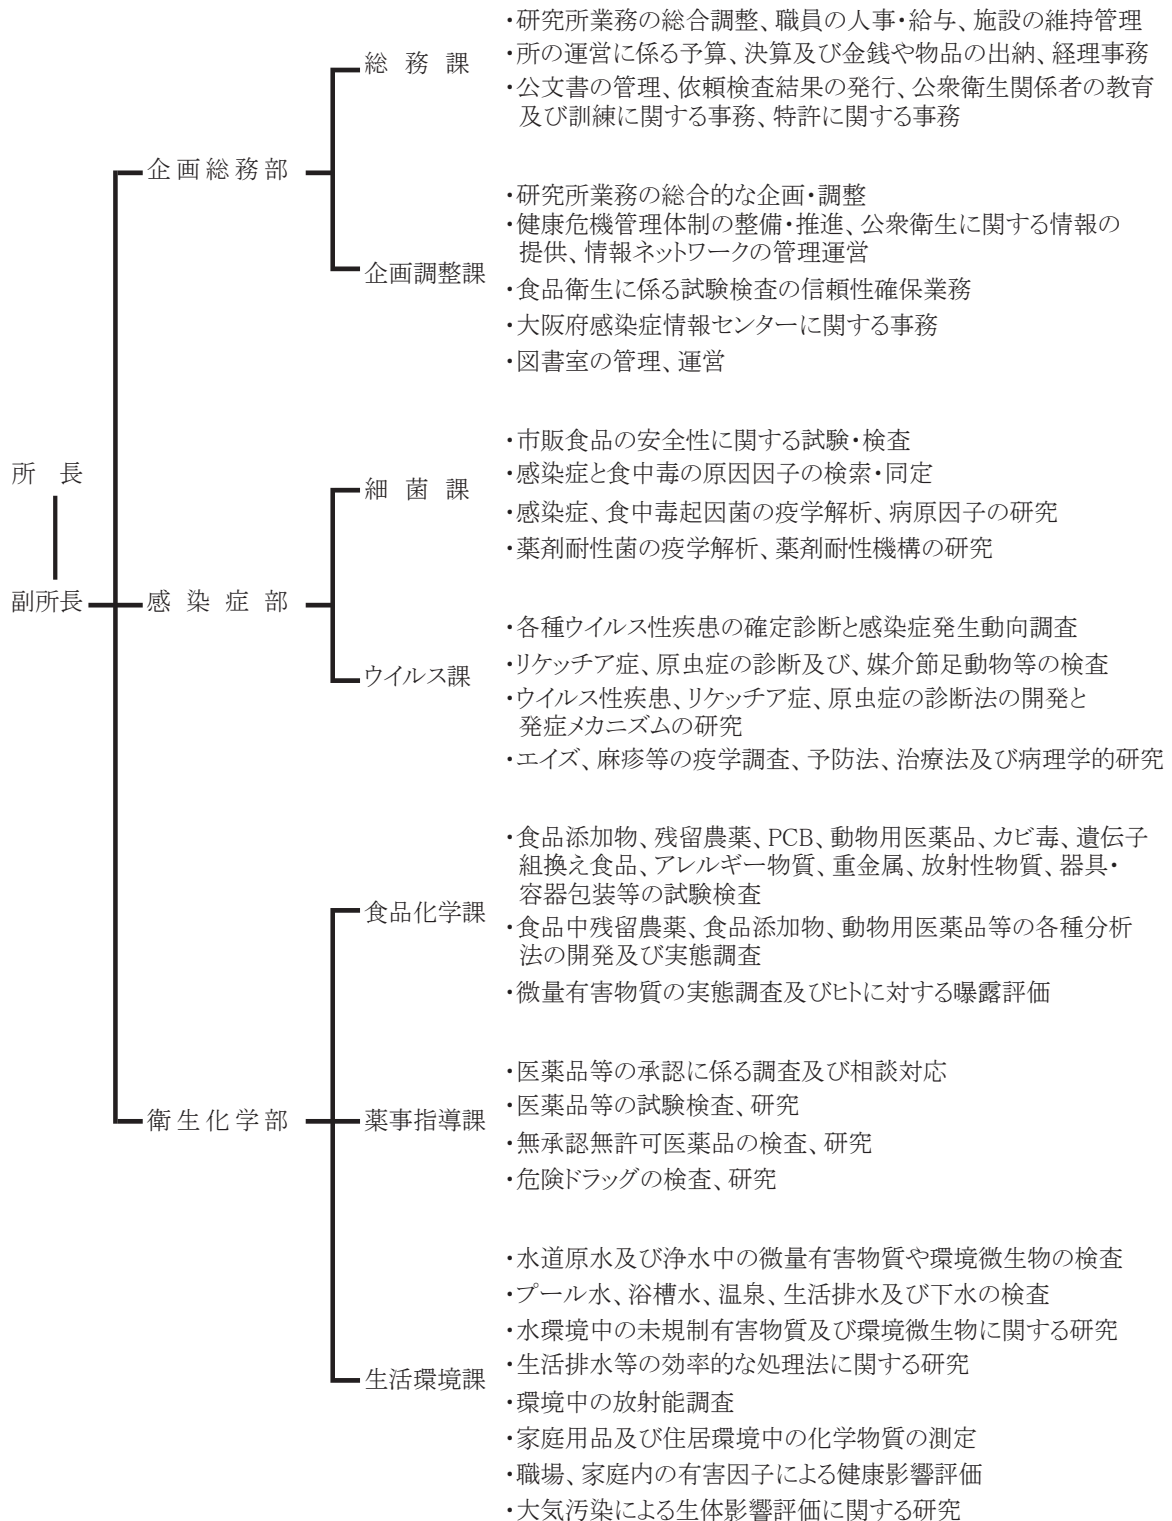 ・研究所業務の総合調整、職員の人事・給与、施設の維持管理
総務課
・所の運営に係る予算、決算及び金銭や物品の出納、経理事務
・公文書の管理、依頼検査結果の発行、公衆衛生関係者の教育
及び訓練に関する事務、特許に関する事務
企画総務部
・研究所業務の総合的な企画・調整
・健康危機管理体制の整備・推進、公衆衛生に関する情報の
提供、情報ネットワークの管理運営
企画調整課
・食品衛生に係る試験検査の信頼性確保業務
・大阪府感染症情報センターに関する事務
・図書室の管理、運営
所長
・市販食品の安全性に関する試験・検査
・感染症と食中毒の原因因子の検索・同定
細菌課
・感染症、食中毒起因菌の疫学解析、病原因子の研究
・薬剤耐性菌の疫学解析、薬剤耐性機構の研究
副所長
感染症部
・各種ウイルス性疾患の確定診断と感染症発生動向調査
・リケッチア症、原虫症の診断及び、媒介節足動物等の検査
ウイルス課
・ウイルス性疾患、リケッチア症、原虫症の診断法の開発と
発症メカニズムの研究
・エイズ、麻疹等の疫学調査、予防法、治療法及び病理学的研究
・食品添加物、残留農薬、PCB、動物用医薬品、カビ毒、遺伝子
組換え食品、アレルギー物質、重金属、放射性物質、器具・
容器包装等の試験検査
食品化学課
・食品中残留農薬、食品添加物、動物用医薬品等の各種分析
法の開発及び実態調査
・微量有害物質の実態調査及びヒトに対する曝露評価
衛生化学部
・医薬品等の承認に係る調査及び相談対応
・医薬品等の試験検査、研究
薬事指導課
・無承認無許可医薬品の検査、研究
・危険ドラッグの検査、研究
・水道原水及び浄水中の微量有害物質や環境微生物の検査
・プール水、浴槽水、温泉、生活排水及び下水の検査
・水環境中の未規制有害物質及び環境微生物に関する研究
・生活排水等の効率的な処理法に関する研究
生活環境課
・環境中の放射能調査
・家庭用品及び住居環境中の化学物質の測定
・職場、家庭内の有害因子による健康影響評価
・大気汚染による生体影響評価に関する研究